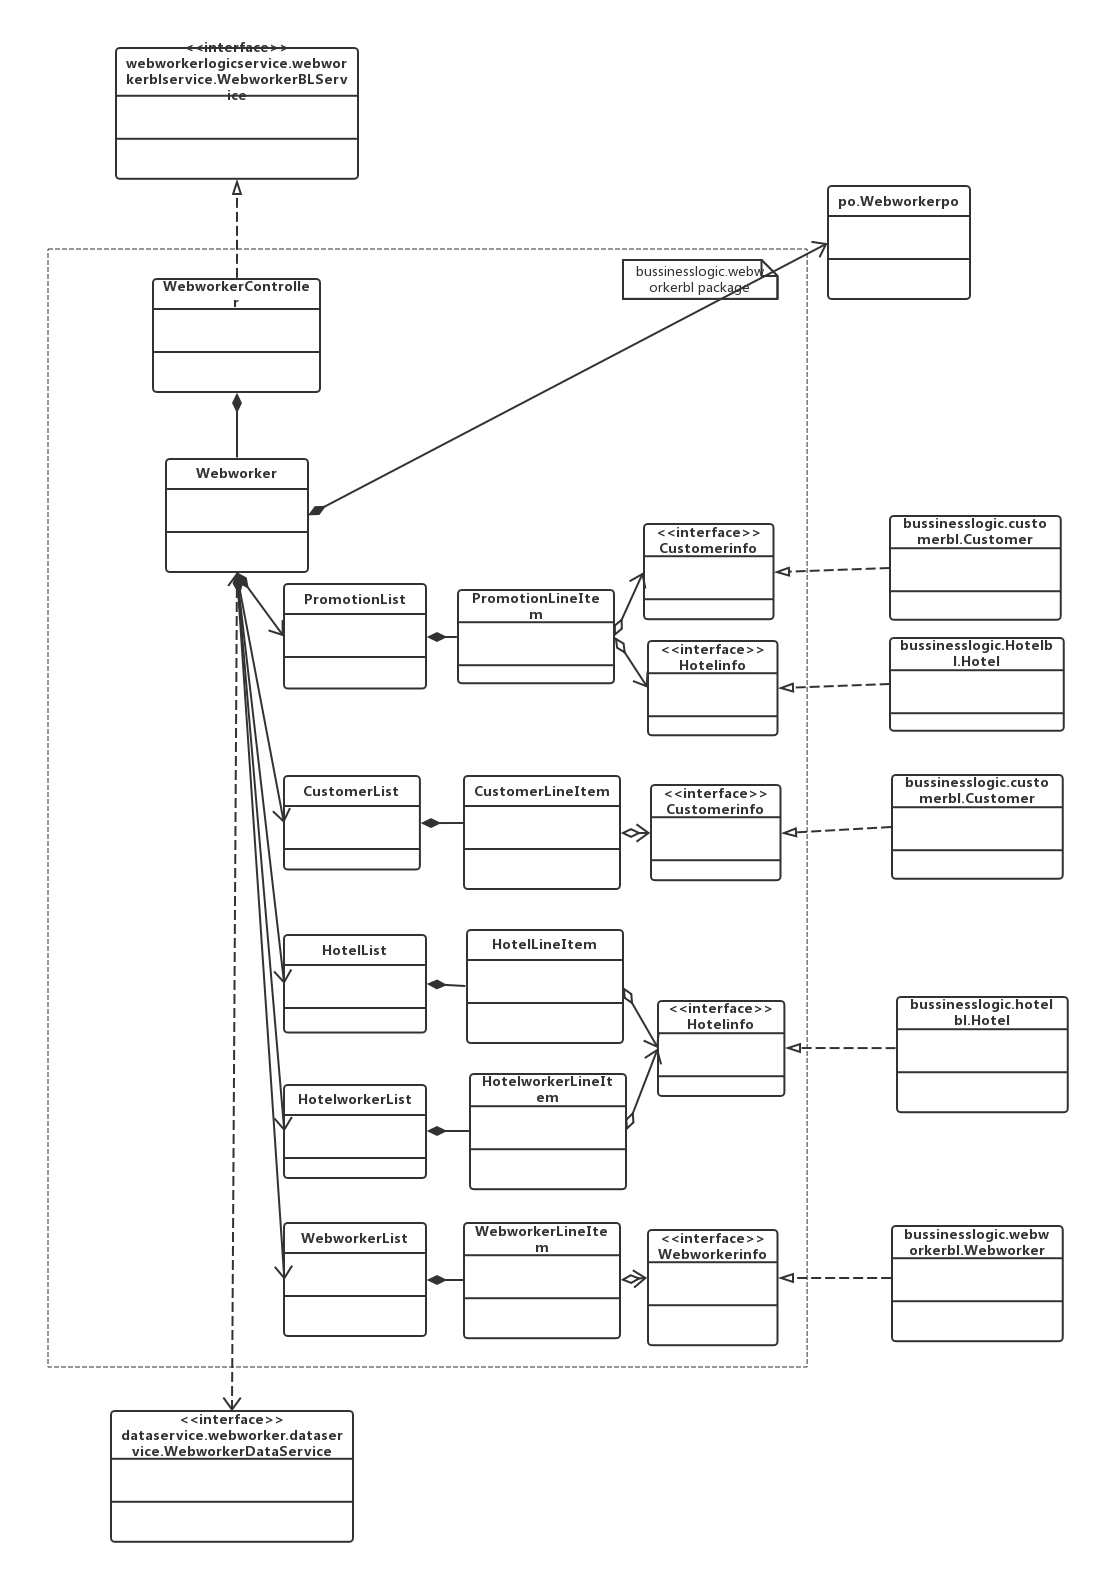 <<interface>>
webworkerlogicservice.webwor
kerblservice.WebworkerBLServ
ice
po.Webworkerpo
bussinesslogic.webw
orkerbl package
WebworkerControlle
r
Webworker
<<interface>>
Customerinfo
bussinesslogic.custo
merbl.Customer
PromotionList
PromotionLineIte
m
<<interface>>
Hotelinfo
bussinesslogic.Hotelb
l.Hotel
CustomerList
CustomerLineItem
<<interface>>
Customerinfo
bussinesslogic.custo
merbl.Customer
HotelList
HotelLineItem
<<interface>>
Hotelinfo
bussinesslogic.hotel
bl.Hotel
HotelworkerList
HotelworkerLineIt
em
WebworkerList
WebworkerLineIte
m
<<interface>>
Webworkerinfo
bussinesslogic.webw
orkerbl.Webworker
<<interface>>
dataservice.webworker.dataser
vice.WebworkerDataService